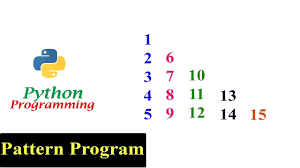 Python
Programming
Pattern Program
1
2 6
3 7 10
4 8 11 13
5 9 12 14 15